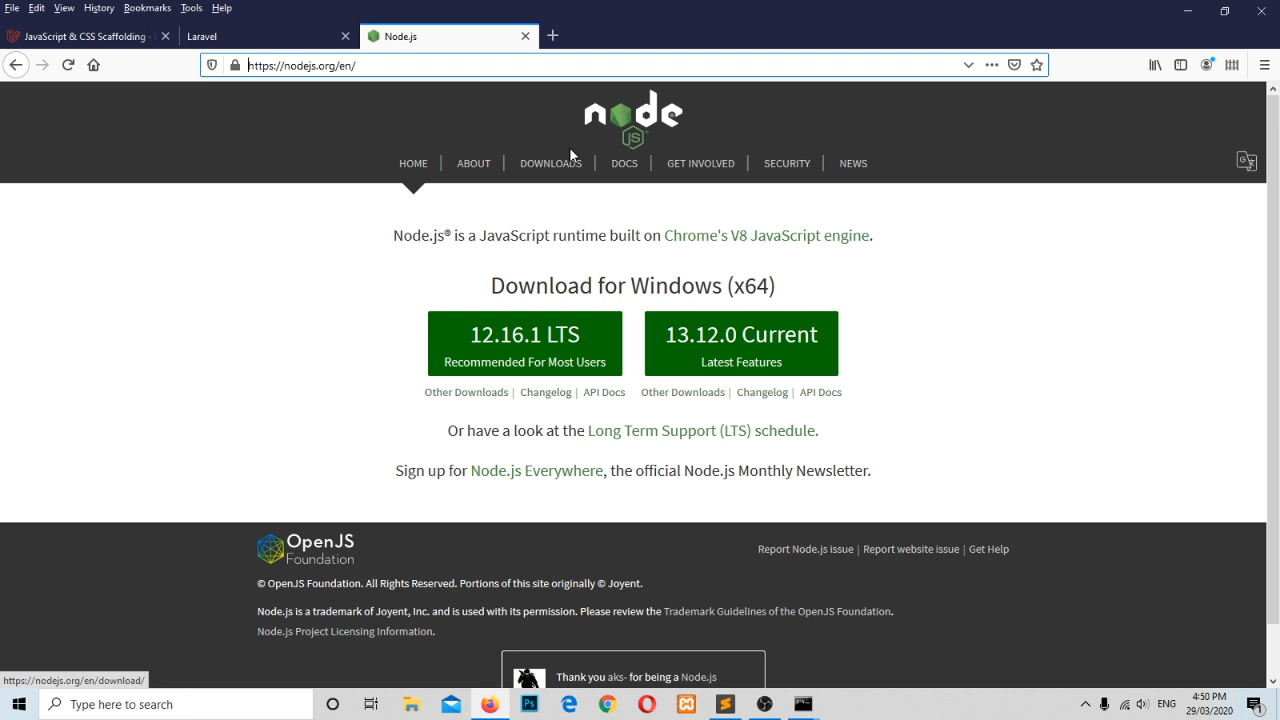 File Edit View History Bookmarks Tools Help
JavaScript & CSS Scaffolding - Laravel Node.js
https://nodejs.org/en/
node
JS
HOME ABOUT DOWNLOADS DOCS GET INVOLVED SECURITY NEWS
Node.js® is a JavaScript runtime built on Chrome's V8 JavaScript engine.
Download for Windows (x64)
12.16.1 LTS 13.12.0 Current
Recommended For Most Users Latest Features
Other Downloads | Changelog | API Docs Other Downloads | Changelog | API Docs
Or have a look at the Long Term Support (LTS) schedule.
Sign up for Node.js Everywhere, the official Node.js Monthly Newsletter.
OpenJS
Foundation
Report Node.js issue | Report website issue | Get Help
© OpenJS Foundation. All Rights Reserved. Portions of this site originally © Joyent.
Node.js is a trademark of Joyent, Inc. and is used with its permission. Please review the Trademark Guidelines of the OpenJS Foundation.
Node.js Project Licensing Information.
Thank you aks- for being a Node.js
https://nodejs.org/en/download/
Type here to search
Ps
ENG
4:50 PM
29/03/2020
1